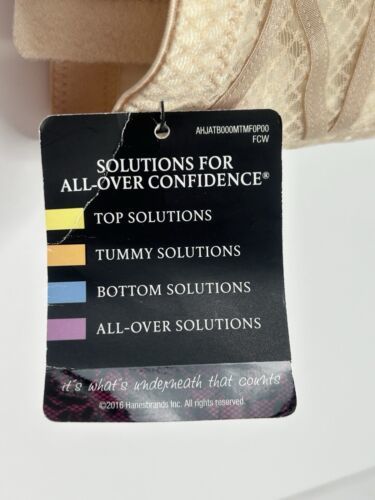 AHJATB000MTMF0P00
FCW
SOLUTIONS FOR
ALL-OVER CONFIDENCE®
TOP SOLUTIONS
TUMMY SOLUTIONS
BOTTOM SOLUTIONS
ALL-OVER SOLUTIONS
it's what's underneath that counts
©2016 Hanesbrands Inc. All rights reserved.